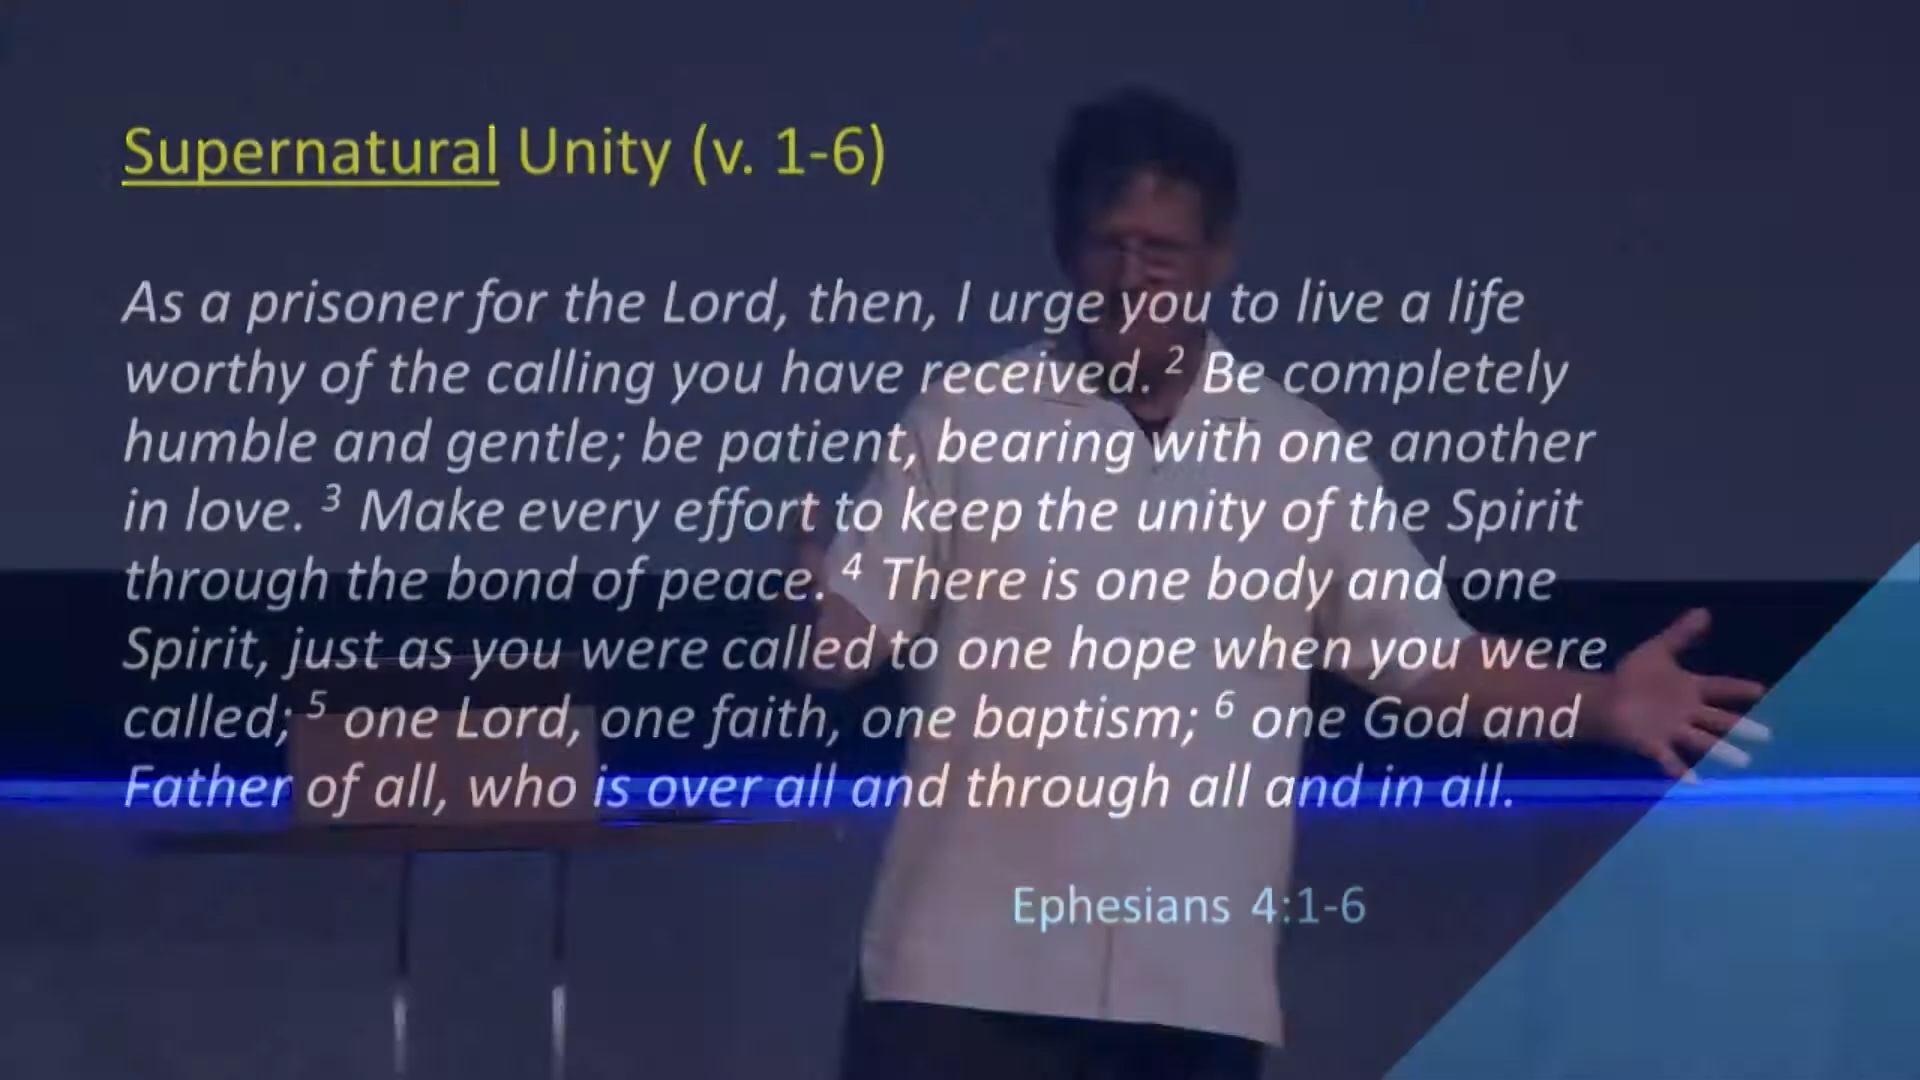 Supernatural Unity (v. 1-6)
As a prisoner for the Lord, then, I urge you to live a life
worthy of the calling you have received. ² Be completely
humble and gentle; be patient, bearing with one another
in love. ³ Make every effort to keep the unity of the Spirit
through the bond of peace. ⁴ There is one body and one
Spirit, just as you were called to one hope when you were
called; ⁵ one Lord, one faith, one baptism; ⁶ one God and
Father of all, who is over all and through all and in all.
Ephesians 4:1-6